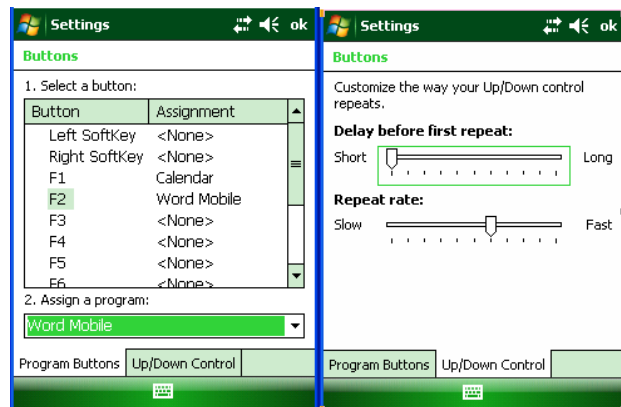 Settings ok
Buttons
1. Select a button:
Button Assignment
Left SoftKey <None>
Right SoftKey <None>
F1 Calendar
F2 Word Mobile
F3 <None>
F4 <None>
F5 <None>
F6 <None>
2. Assign a program:
Word Mobile
Program Buttons Up/Down Control
Settings ok
Buttons
Customize the way your Up/Down control
repeats.
Delay before first repeat:
Short Long
Repeat rate:
Slow Fast
Program Buttons Up/Down Control